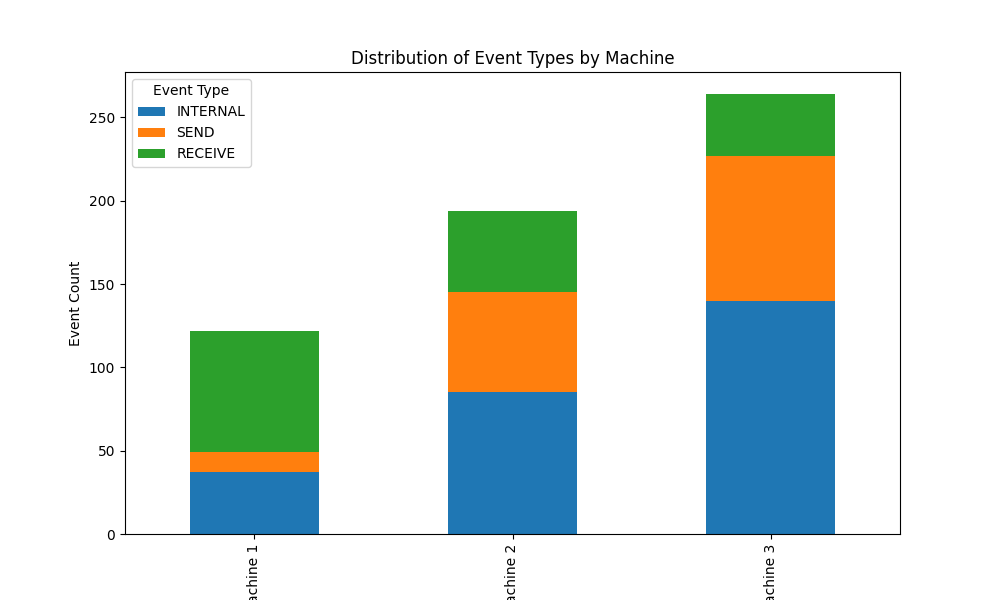 Distribution of Event Types by Machine
Event Type
INTERNAL
SEND
RECEIVE
250
200
150
100
50
0
Event Count
achine 1
achine 2
achine 3